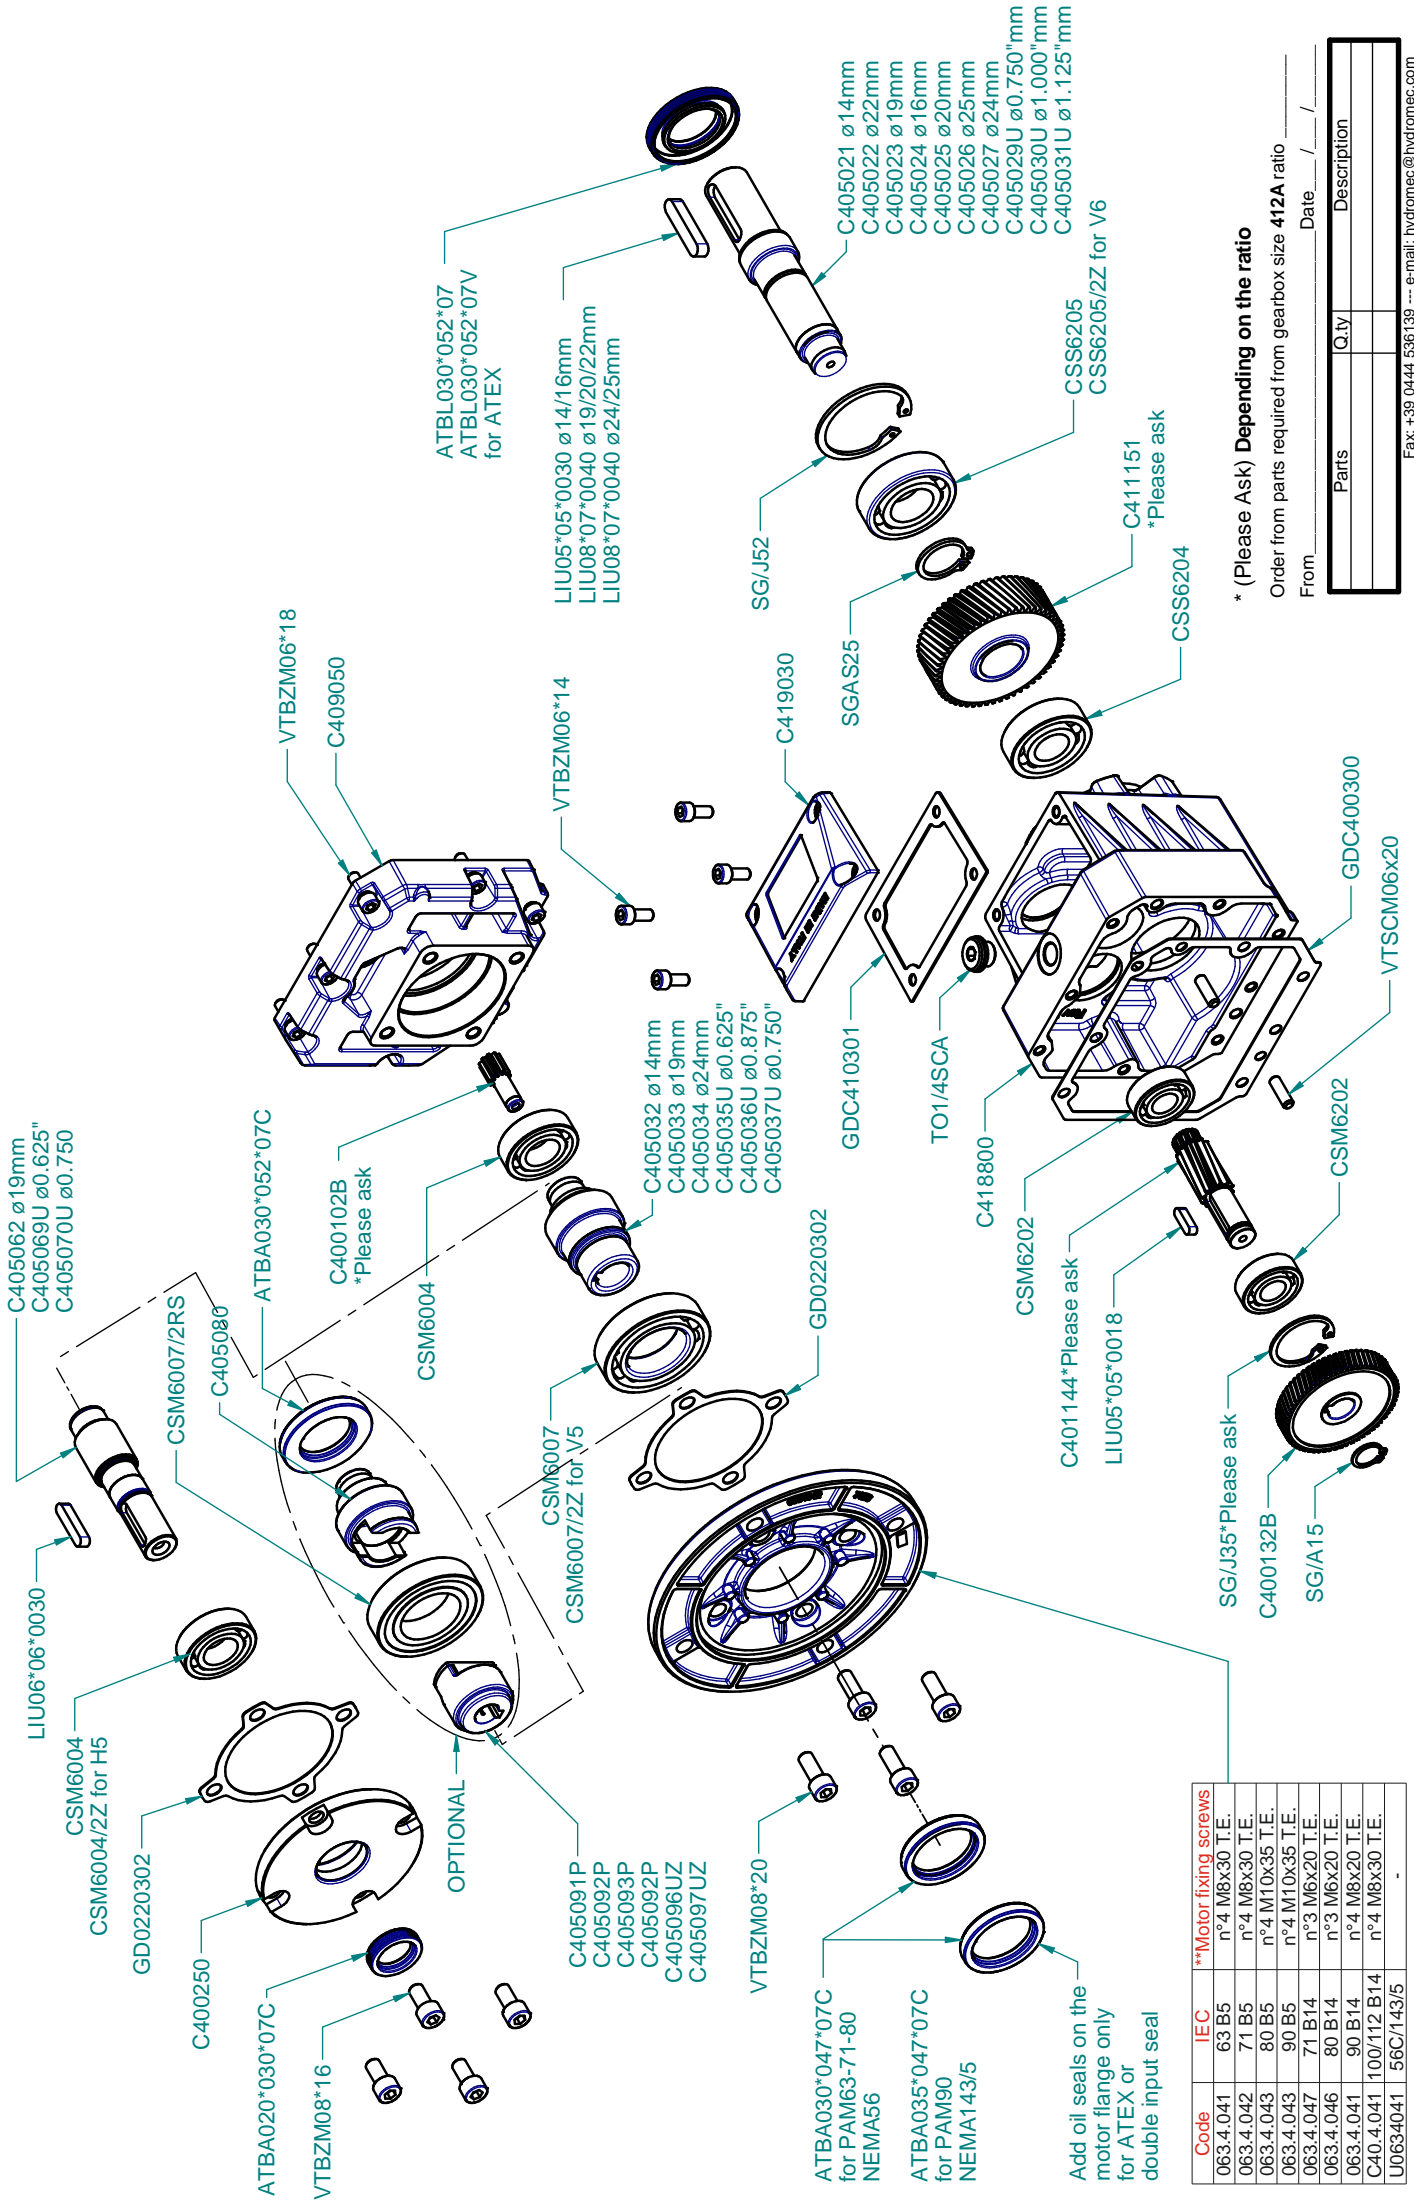 C405062 ø19mm
C405069U ø0.625"
C405070U ø0.750
LIU06*06*0030
CSM6004
CSM6004/2Z for H5
GD0220302
C400250
ATBA020*030*07C
VTBZM08*16
CSM6007/2RS
C405080
ATBA030*052*07C
OPTIONAL
C405091P
C405092P
C405093P
C405092P
C405096UZ
C405097UZ
VTBZM06*18
C409050
C400102B
*Please ask
CSM6004
C405032 ø14mm
C405033 ø19mm
C405034 ø24mm
C405035U ø0.625"
C405036U ø0.875"
C405037U ø0.750"
CSM6007
CSM6007/2Z for V5
GD0220302
VTBZM08*20
ATBA030*047*07C
for PAM63-71-80
NEMA56
ATBA035*047*07C
for PAM90
NEMA143/5
Add oil seals on the
motor flange only
for ATEX or
double input seal
ATBL030*052*07
ATBL030*052*07V
for ATEX
LIU05*05*0030 ø14/16mm
LIU08*07*0040 ø19/20/22mm
LIU08*07*0040 ø24/25mm
C405021 ø14mm
C405022 ø22mm
C405023 ø19mm
C405024 ø16mm
C405025 ø20mm
C405026 ø25mm
C405027 ø24mm
C405029U ø0.750"mm
C405030U ø1.000"mm
C405031U ø1.125"mm
VTBZM06*14
SG/J52
CSS6205
CSS6205/2Z for V6
SGAS25
C411151
*Please ask
CSS6204
C419030
GDC410301
TO1/4SCA
C418800
GDC400300
VTSCM06x20
CSM6202
C401144*Please ask
LIU05*05*0018
CSM6202
SG/J35*Please ask
C400132B
SG/A15
Code IEC **Motor fixing screws
063.4.041 63 B5 n°4 M8x30 T.E.
063.4.042 71 B5 n°4 M8x30 T.E.
063.4.043 80 B5 n°4 M10x35 T.E.
063.4.043 90 B5 n°4 M10x35 T.E.
063.4.047 71 B14 n°3 M6x20 T.E.
063.4.046 80 B14 n°3 M6x20 T.E.
063.4.041 90 B14 n°4 M8x20 T.E.
C40.4.041 100/112 B14 n°4 M8x30 T.E.
U0634041 56C/143/5 -
* (Please Ask) Depending on the ratio
Order from parts required from gearbox size 412A ratio ______
From ______ Date ___/___/___
Parts Q.ty Description
Fax: +39 0444 536139 --- e-mail: hydromec@hydromec.com